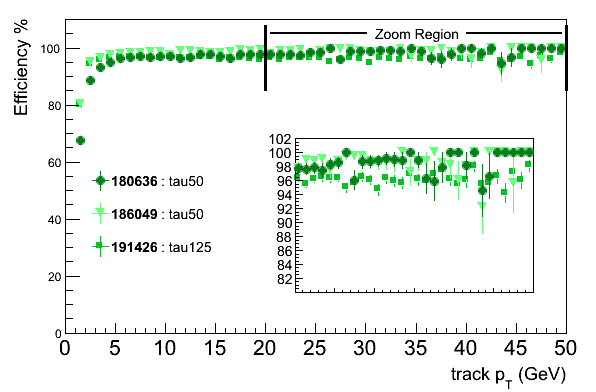 Efficiency %
100
80
60
40
20
0
Zoom Region
102
100
98
96
94
92
90
88
86
84
82
180636 : tau50
186049 : tau50
191426 : tau125
0 5 10 15 20 25 30 35 40 45 50
track pT (GeV)